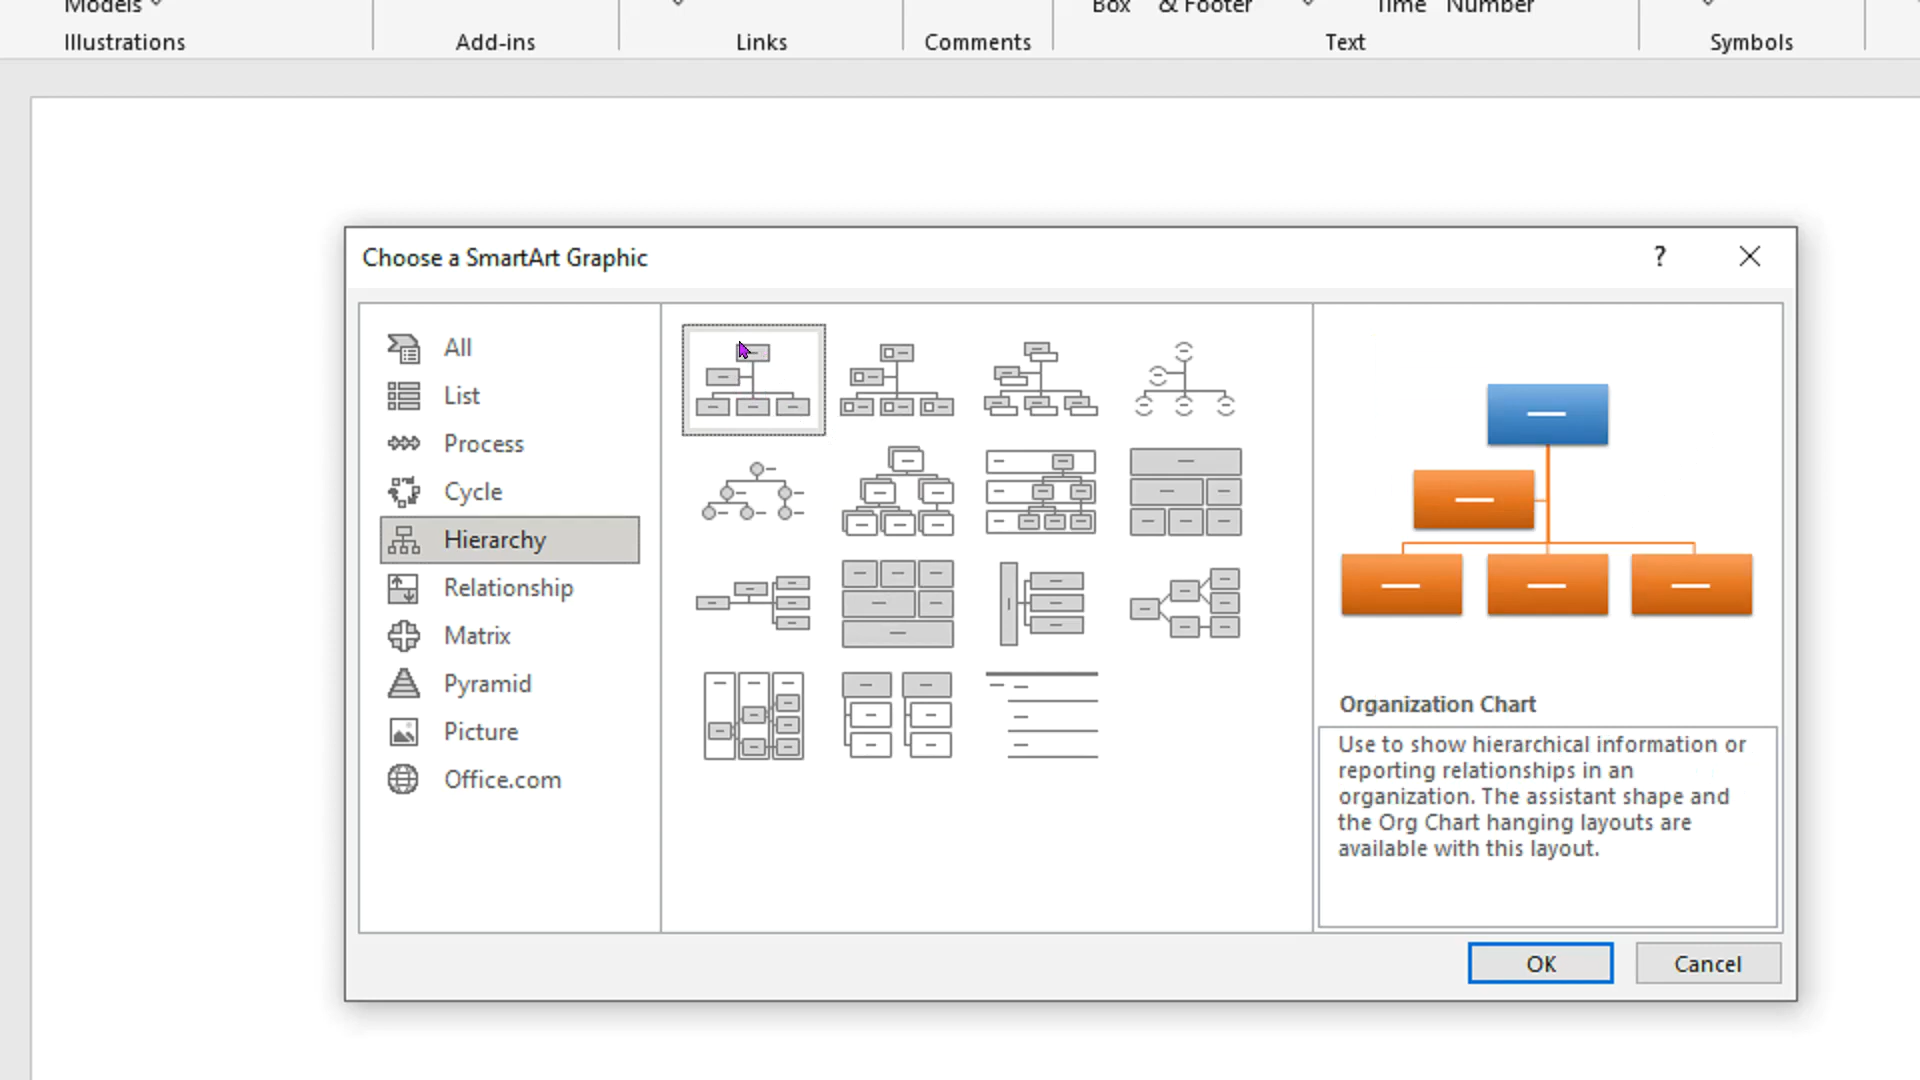 Models
Box & Footer Time Number
Illustrations Add-ins Links Comments Text Symbols
Choose a SmartArt Graphic ?
All
List
Process
Cycle
Hierarchy
Relationship
Matrix
Pyramid
Picture
Office.com
Organization Chart
Use to show hierarchical information or
reporting relationships in an
organization. The assistant shape and
the Org Chart hanging layouts are
available with this layout.
OK Cancel